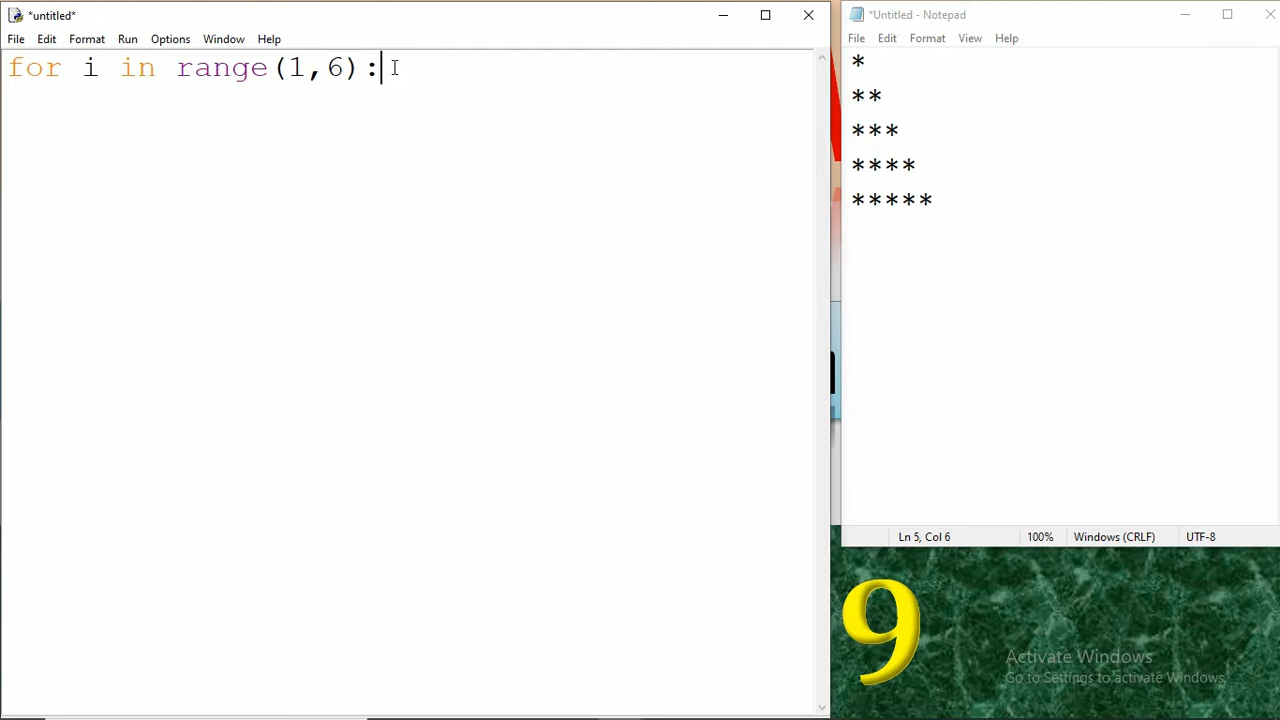 *untitled*
File Edit Format Run Options Window Help
for i in range(1,6):
*Untitled - Notepad
File Edit Format View Help
*
**
***
****
*****
Ln 5, Col 6 100% Windows (CRLF) UTF-8
9
Activate Windows
Go to Settings to activate Windows.